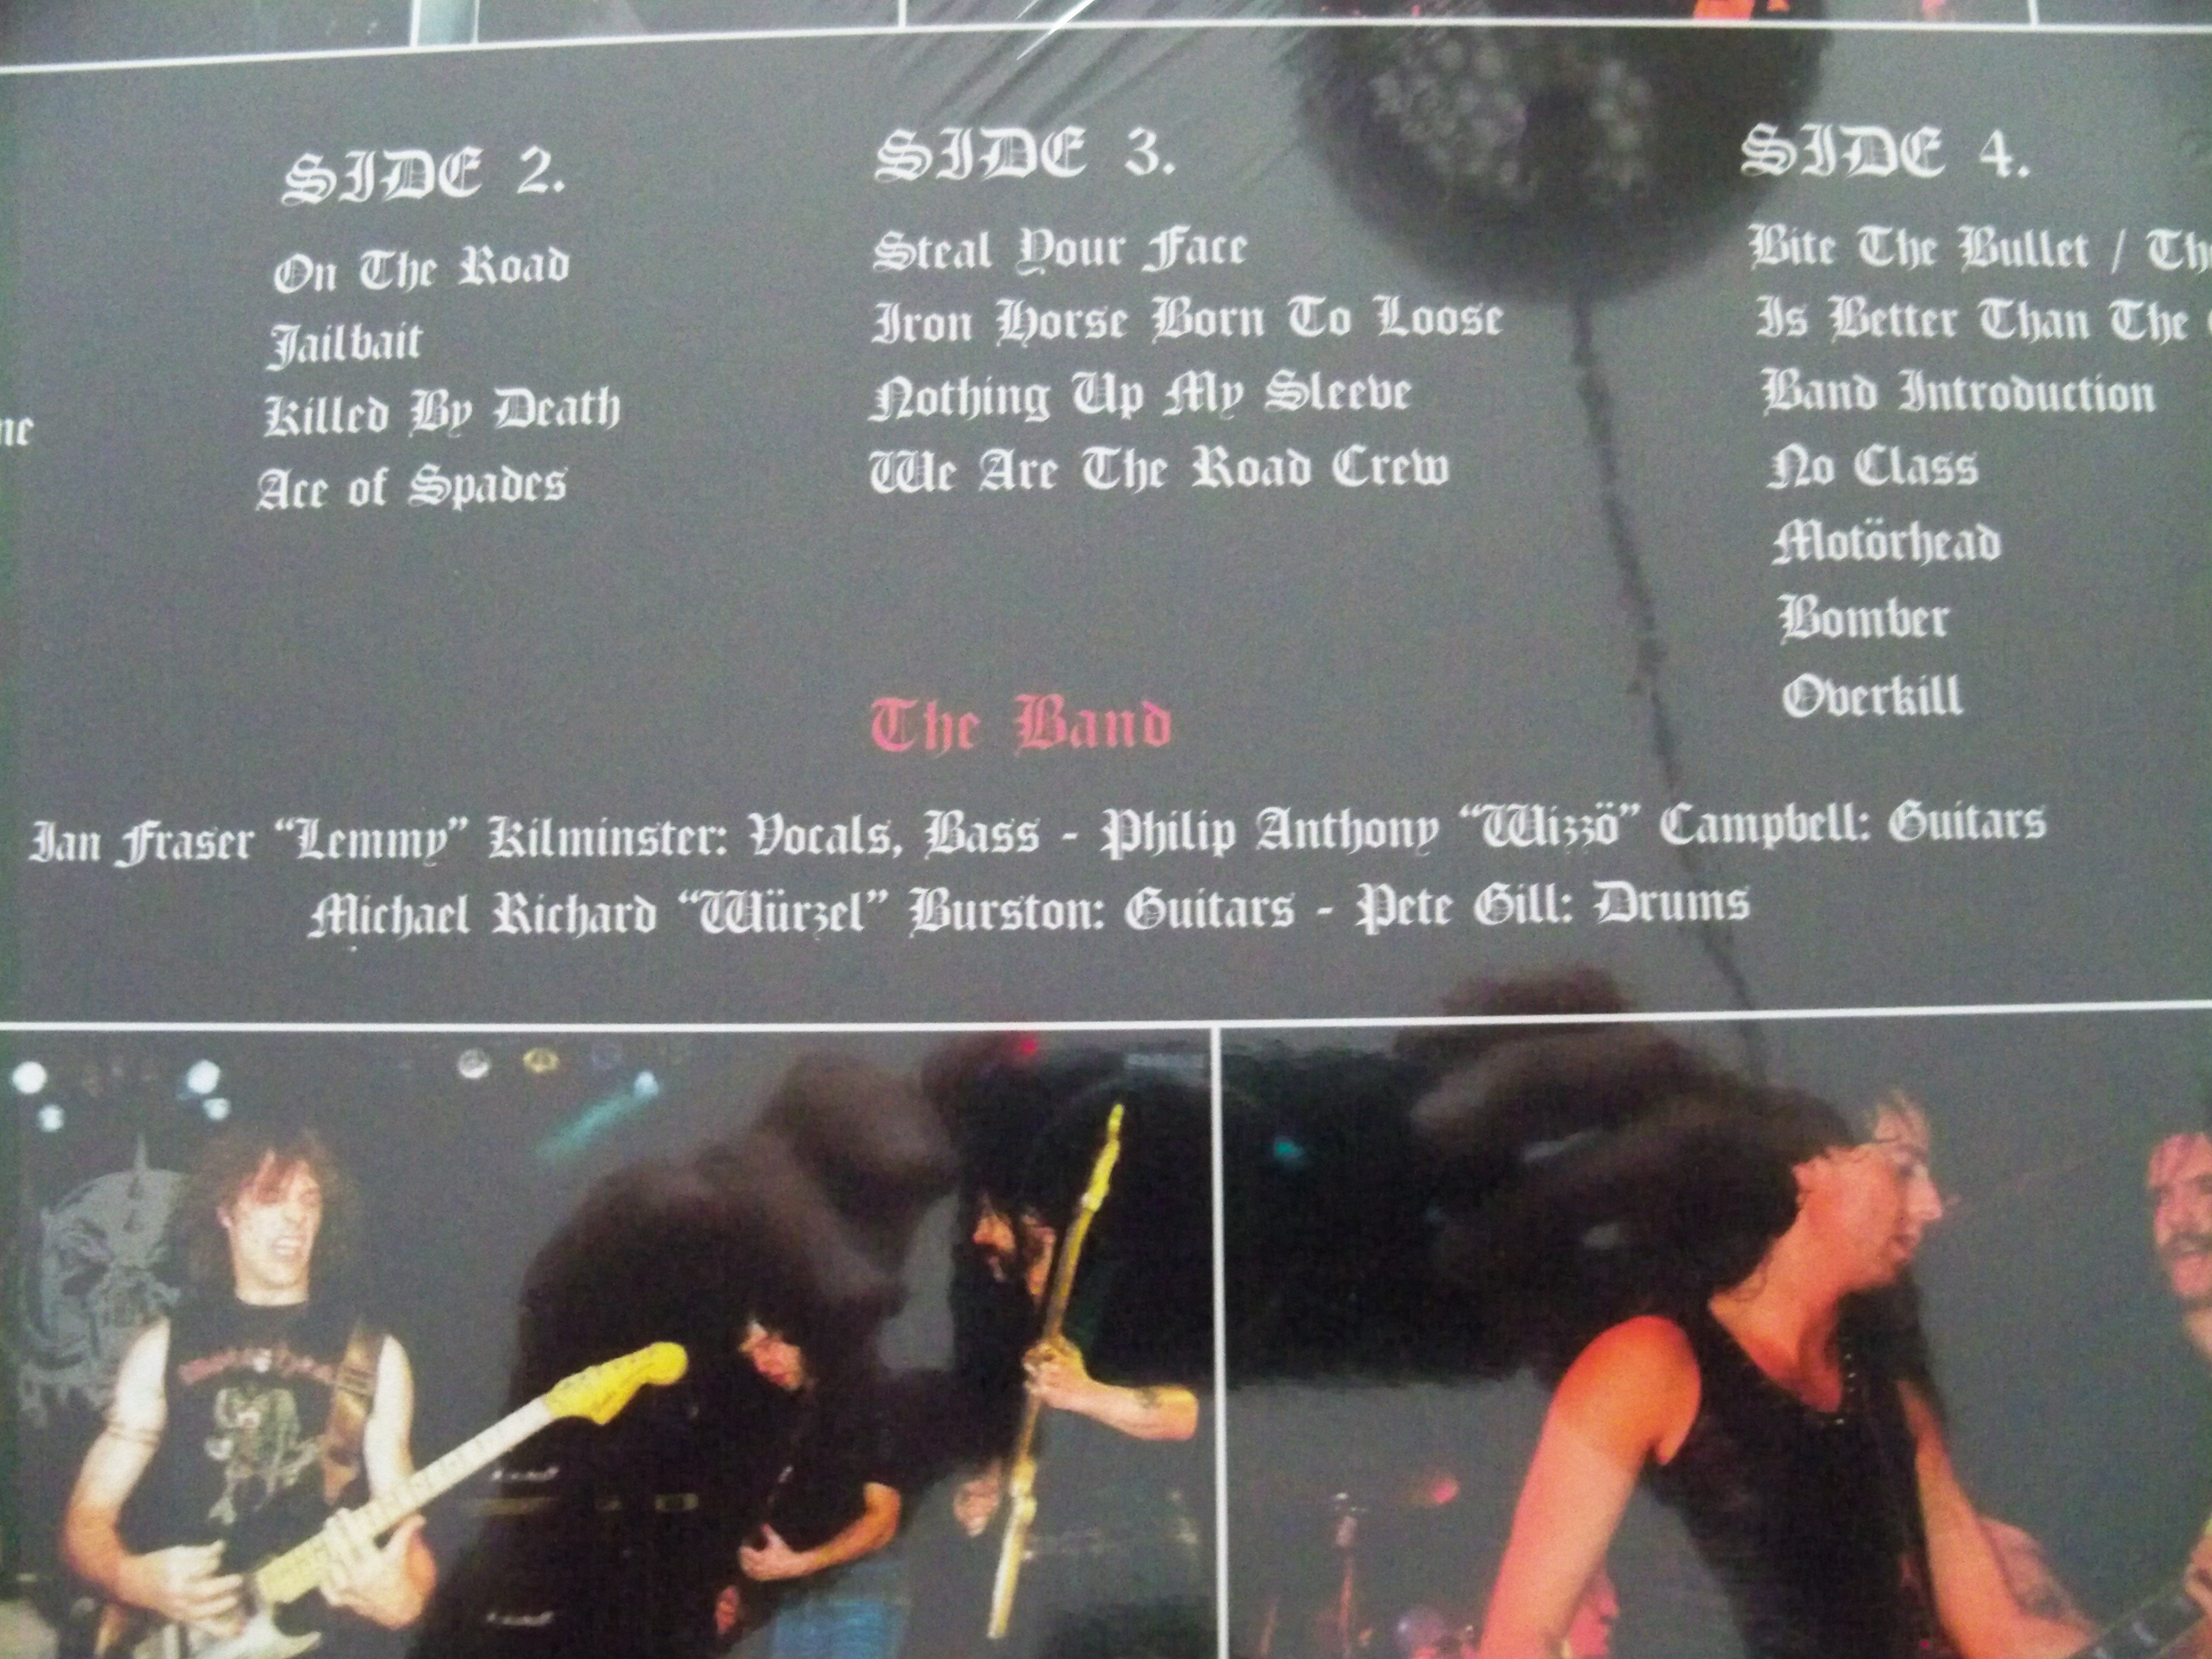 SIDE 2.
On The Road
Jailbait
Killed By Death
Ace of Spades
SIDE 3.
Steal Your Face
Iron Horse Born To Loose
Nothing Up My Sleeve
We Are The Road Crew
SIDE 4.
Bite The Bullet / Th
Is Better Than The
Band Introduction
No Class
Motörhead
Bomber
Overkill
ne
The Band
Ian Fraser “Lemmy” Kilminster: Vocals, Bass - Philip Anthony “Wizzö” Campbell: Guitars
Michael Richard “Würzel” Burston: Guitars - Pete Gill: Drums